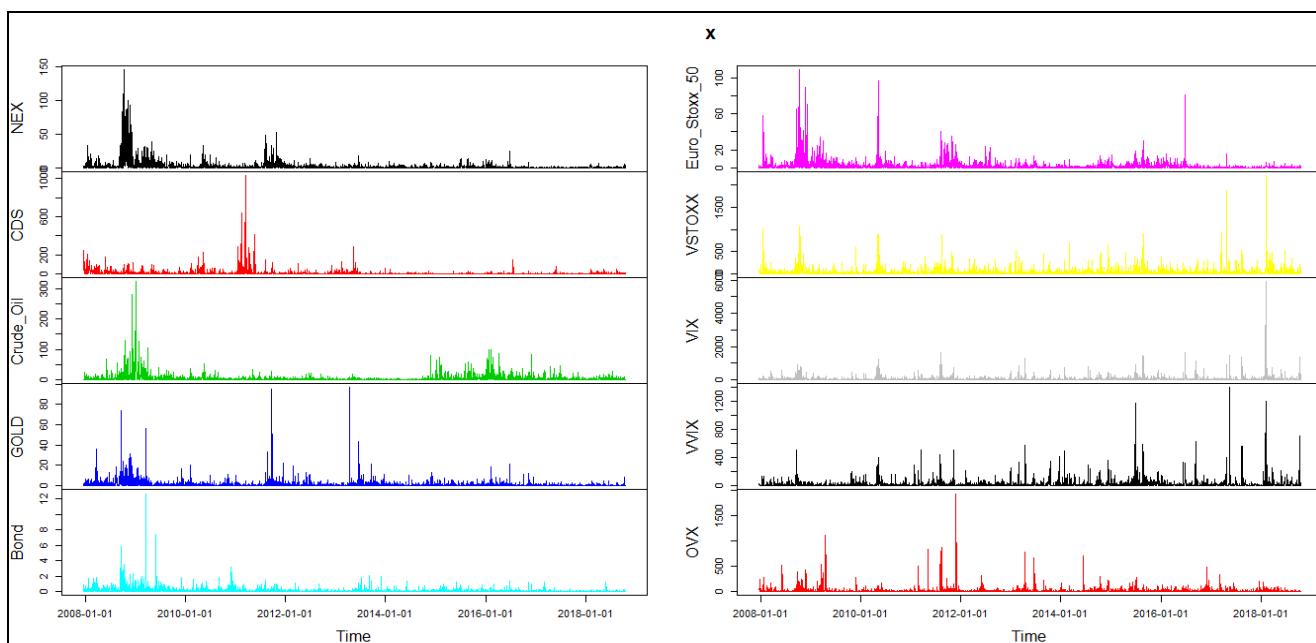 x
NEX
0 50 100 150
CDS
0 200 600 1000
Crude_Oil
0 100 200 300
GOLD
0 20 40 60 80
Bond
0 2 4 6 8 12
2008-01-01 2010-01-01 2012-01-01 2014-01-01 2016-01-01 2018-01-01
Time
Euro_Stoxx_50
0 20 60 100
VSTOXX
0 500 1500
VIX
0 2000 4000 6000
VVIX
0 400 800 1200
OVX
0 500 1500
2008-01-01 2010-01-01 2012-01-01 2014-01-01 2016-01-01 2018-01-01
Time